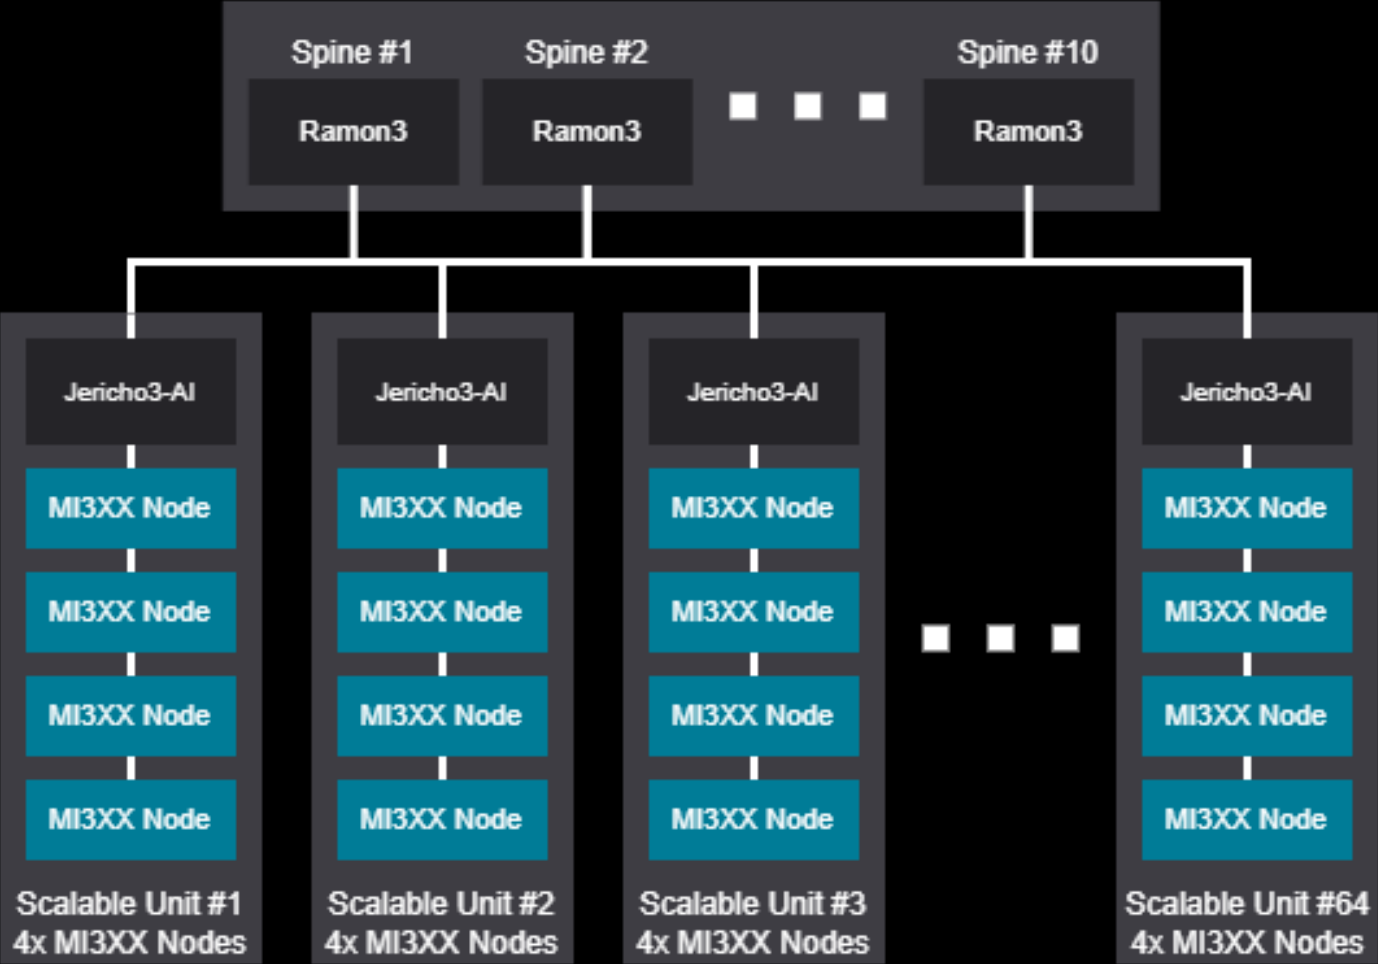 Spine #1 Spine #2 Spine #10
Ramon3 Ramon3 Ramon3
Jericho3-AI Jericho3-AI Jericho3-AI Jericho3-AI
MI3XX Node MI3XX Node MI3XX Node MI3XX Node
MI3XX Node MI3XX Node MI3XX Node MI3XX Node
MI3XX Node MI3XX Node MI3XX Node MI3XX Node
MI3XX Node MI3XX Node MI3XX Node MI3XX Node
Scalable Unit #1 Scalable Unit #2 Scalable Unit #3 Scalable Unit #64
4x MI3XX Nodes 4x MI3XX Nodes 4x MI3XX Nodes 4x MI3XX Nodes